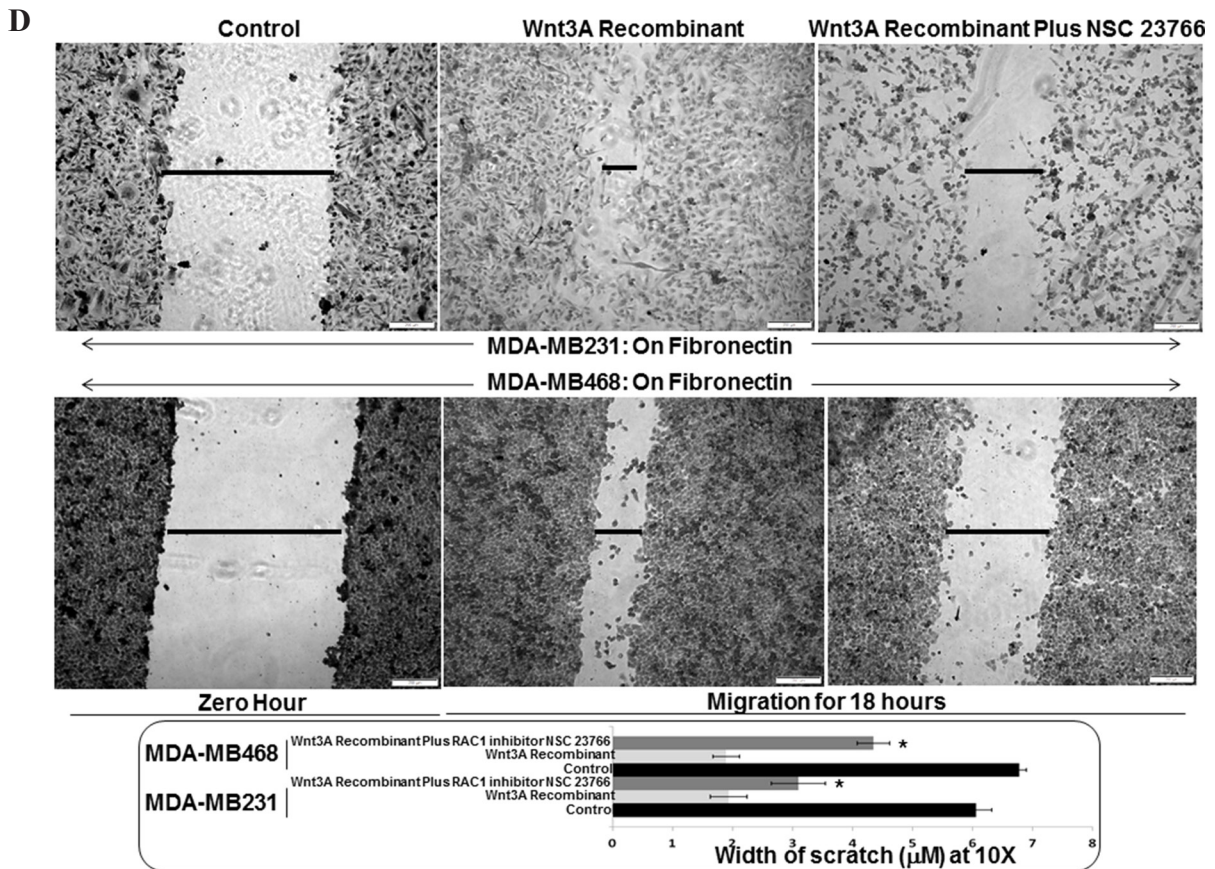 D
Control
Wnt3A Recombinant
Wnt3A Recombinant Plus NSC 23766
MDA-MB231: On Fibronectin
MDA-MB468: On Fibronectin
Zero Hour
Migration for 18 hours
MDA-MB468
Wnt3A Recombinant Plus RAC1 inhibitor NSC 23766
*
Wnt3A Recombinant
Control
MDA-MB231
Wnt3A Recombinant Plus RAC1 inhibitor NSC 23766
*
Wnt3A Recombinant
Control
0 1 2 3 4 5 6 7 8
Width of scratch (µM) at 10X